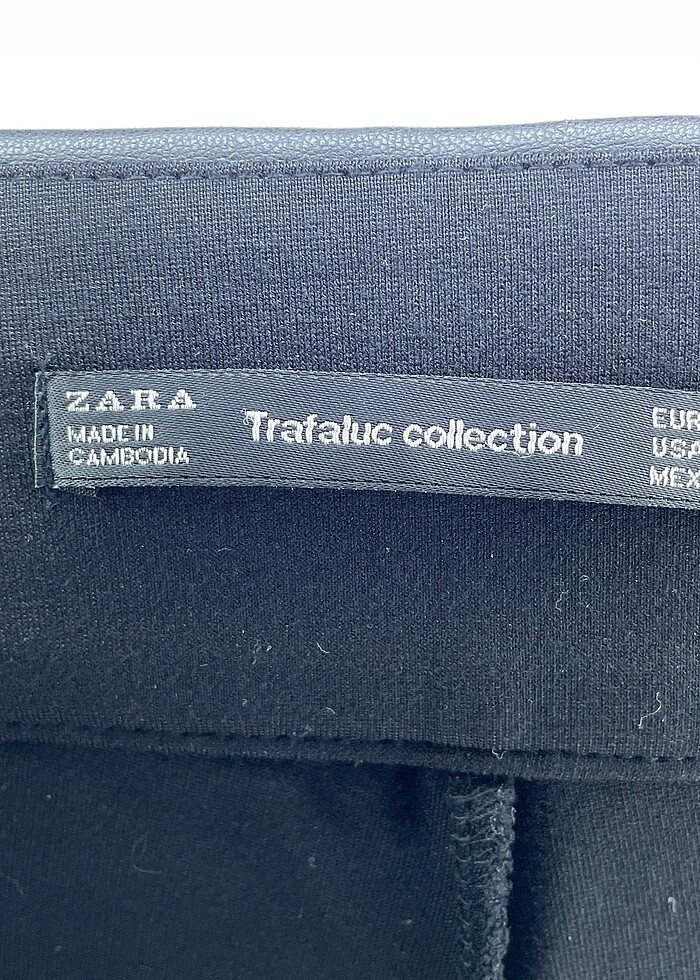 ZARA
MADE IN
CAMBODIA
Trafaluc collection
EUR
USA
MEX